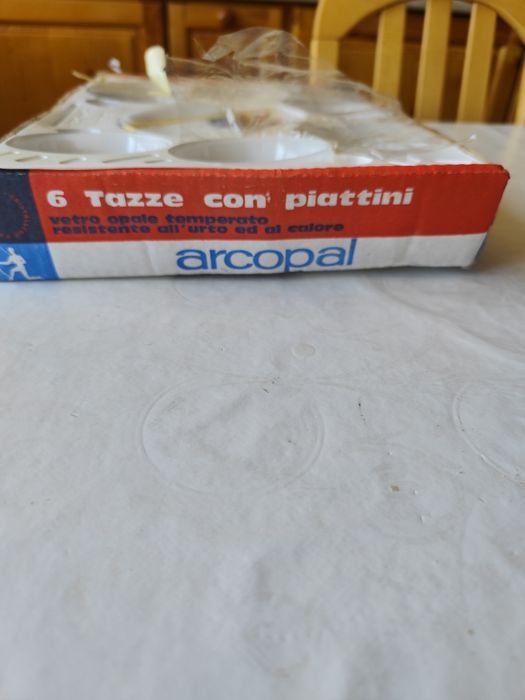 6 Tazze con piattini
vetro opale temperato
resistente all'urto ed al calore
arcopal